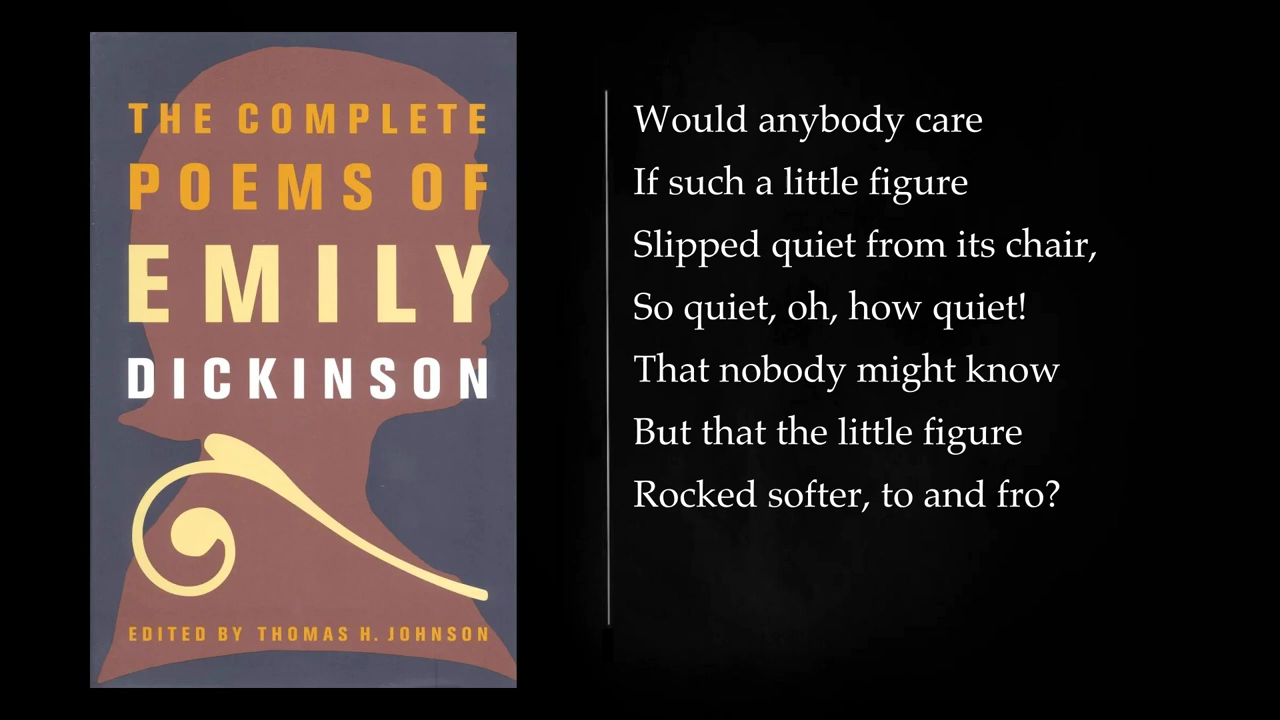 THE COMPLETE
POEMS OF
EMILY
DICKINSON
EDITED BY THOMAS H. JOHNSON
Would anybody care
If such a little figure
Slipped quiet from its chair,
So quiet, oh, how quiet!
That nobody might know
But that the little figure
Rocked softer, to and fro?